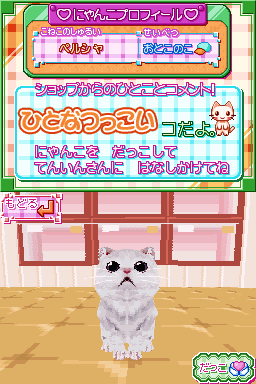 ♡にゃんこプロフィール♡
こねこのしゅるい
ペルシャ
せいべつ
おとこのこ
ショップからのひとことコメント!
ひとなつっこい
コだよ。
にゃんこを だっこして
てんいんさんに はなしかけてね
もどる
だっこ